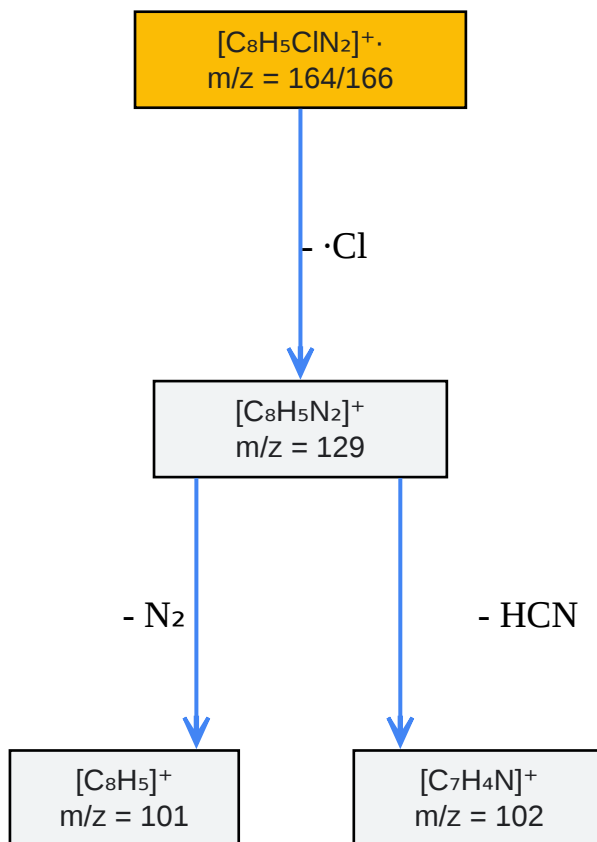 [C₈H₅ClN₂]⁺·
m/z = 164/166
- ·Cl
[C₈H₅N₂]⁺
m/z = 129
- N₂
- HCN
[C₈H₅]⁺
m/z = 101
[C₇H₄N]⁺
m/z = 102